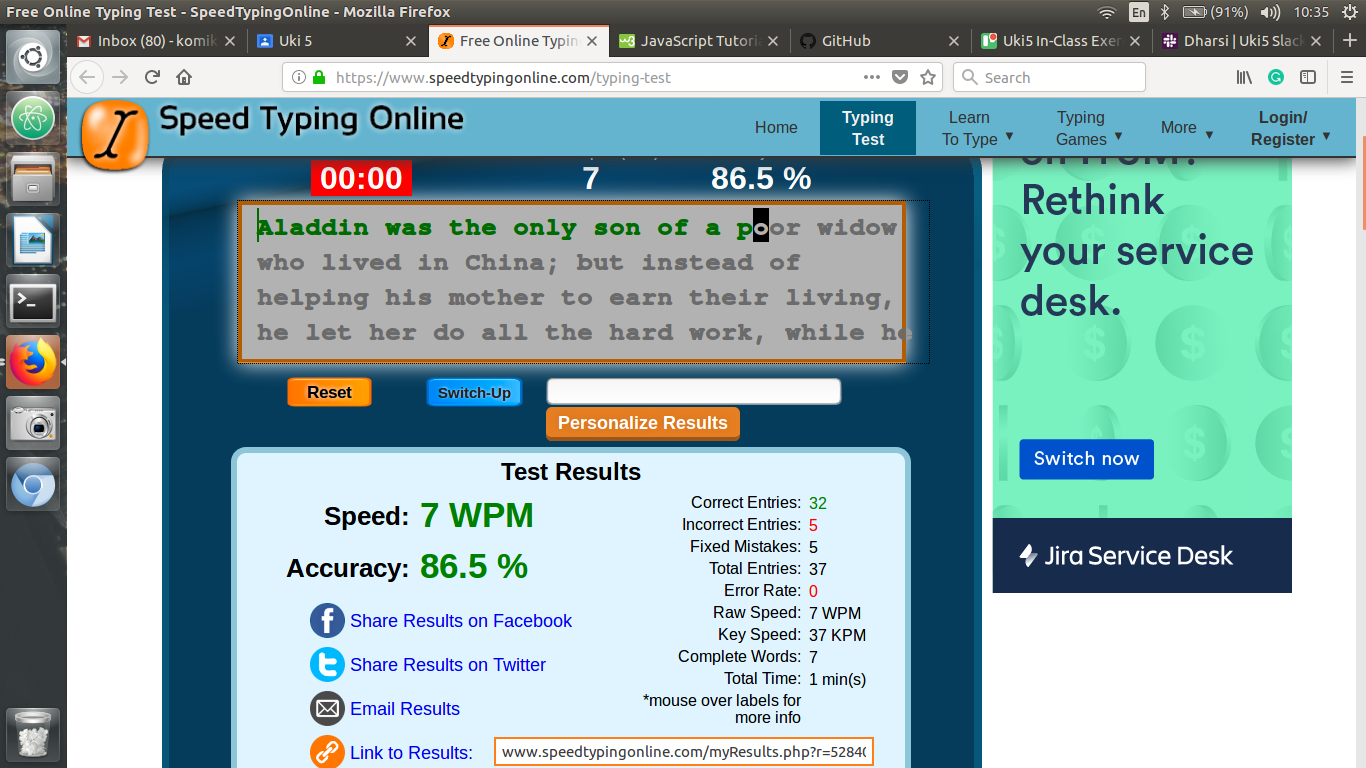 Free Online Typing Test - SpeedTypingOnline - Mozilla Firefox
En (91%) 10:35
Inbox (80) - komik
Uki 5
Free Online Typin
JavaScript Tutoria
GitHub
Uki5 In-Class Exer
Dharsi | Uki5 Slac
https://www.speedtypingonline.com/typing-test
Search
Speed Typing Online
Home
Typing Test
Learn To Type
Typing Games
More
Login/ Register
00:00 7 86.5 %
Aladdin was the only son of a poor widow
who lived in China; but instead of
helping his mother to earn their living,
he let her do all the hard work, while he
Reset
Switch-Up
Personalize Results
Test Results
Speed: 7 WPM
Accuracy: 86.5 %
Share Results on Facebook
Share Results on Twitter
Email Results
Link to Results: www.speedtypingonline.com/myResults.php?r=52840
Correct Entries: 32
Incorrect Entries: 5
Fixed Mistakes: 5
Total Entries: 37
Error Rate: 0
Raw Speed: 7 WPM
Key Speed: 37 KPM
Complete Words: 7
Total Time: 1 min(s)
*mouse over labels for
more info
Rethink
your service
desk.
Switch now
Jira Service Desk